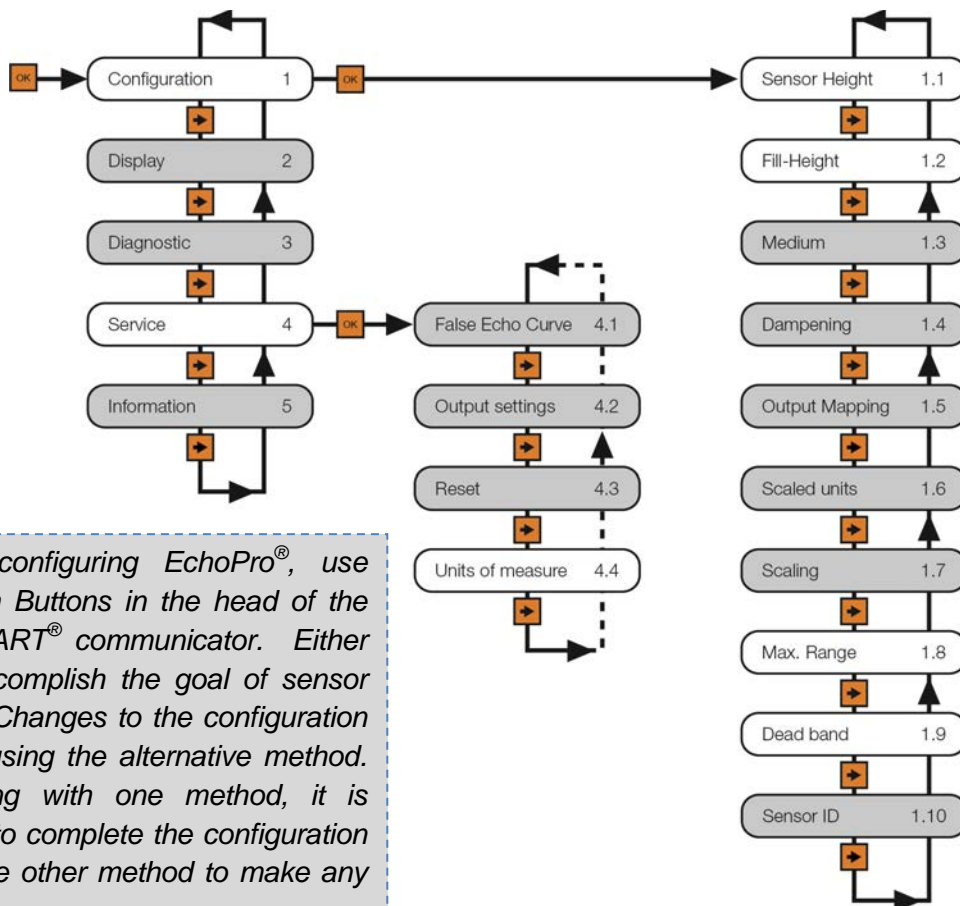 OK
Configuration 1
OK
Display 2
Diagnostic 3
Service 4
OK
Information 5
False Echo Curve 4.1
Output settings 4.2
Reset 4.3
Units of measure 4.4
Sensor Height 1.1
Fill-Height 1.2
Medium 1.3
Dampening 1.4
Output Mapping 1.5
Scaled units 1.6
Scaling 1.7
Max. Range 1.8
Dead band 1.9
Sensor ID 1.10
configuring EchoPro®, use
Buttons in the head of the
ART® communicator. Either
complish the goal of sensor
Changes to the configuration
using the alternative method.
ng with one method, it is
to complete the configuration
e other method to make any